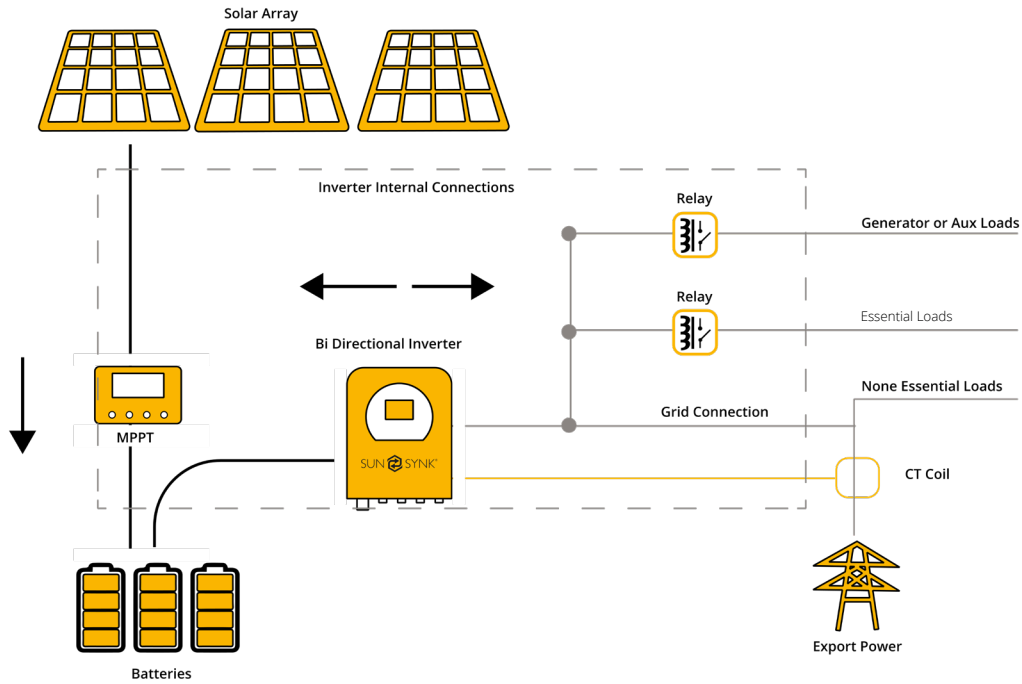 Solar Array
Inverter Internal Connections
Relay
Generator or Aux Loads
Relay
Essential Loads
Bi Directional Inverter
None Essential Loads
Grid Connection
MPPT
SUN SYNK
CT Coil
Export Power
Batteries